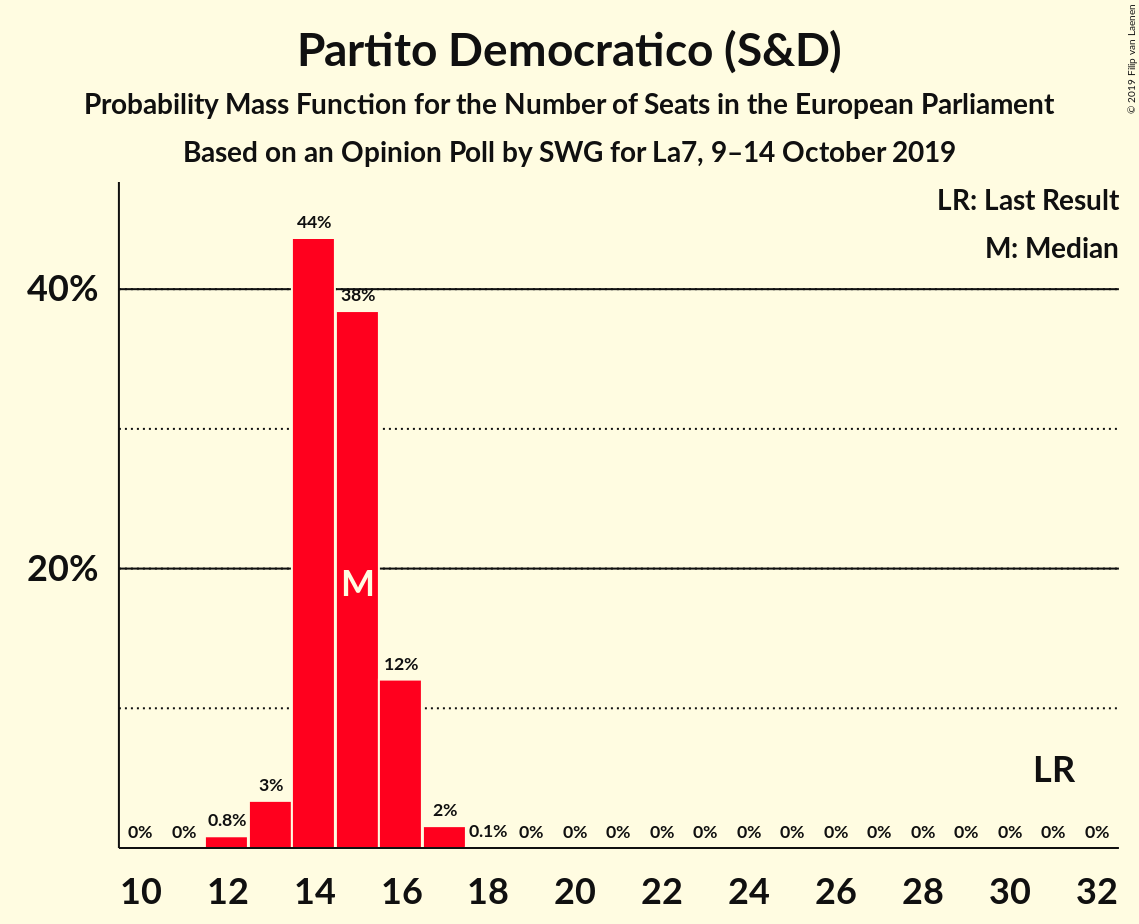 Partito Democratico (S&D)
Probability Mass Function for the Number of Seats in the European Parliament
Based on an Opinion Poll by SWG for La7, 9–14 October 2019
© 2019 Filip van Laenen
LR: Last Result
M: Median
40%
20%
0% 0% 0.8% 3% 44% 38% 12% 2% 0.1% 0% 0% 0% 0% 0% 0% 0% 0% 0% 0% 0% 0% 0% 0%
M
LR
10 12 14 16 18 20 22 24 26 28 30 32